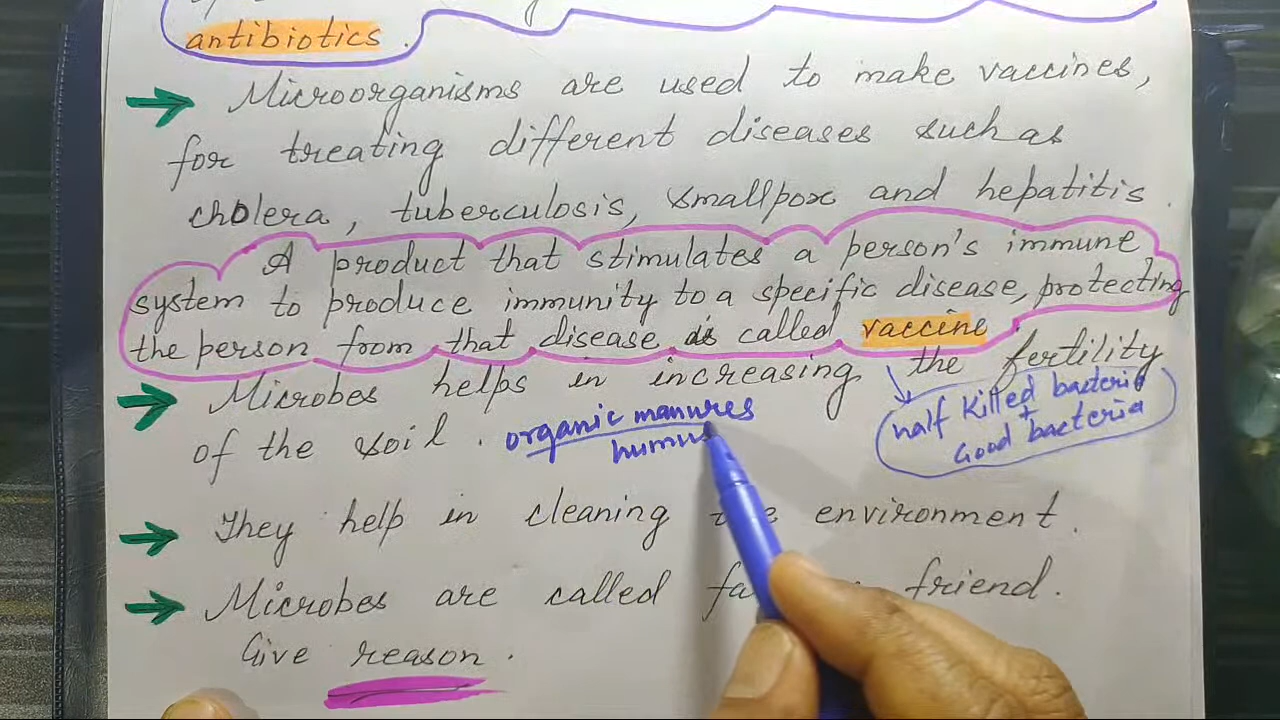 antibiotics.
→ Microorganisms are used to make vaccines,
for treating different diseases such as
cholera, tuberculosis, smallpox and hepatitis.
A product that stimulates a person's immune
system to produce immunity to a specific disease, protecting
the person from that disease is called vaccine.
→ Microbes helps in increasing the fertility
of the soil.
organic manures
half killed bacteria
+
Good bacteria
→ They help in cleaning environment.
→ Microbes are called friend.
Give reason.